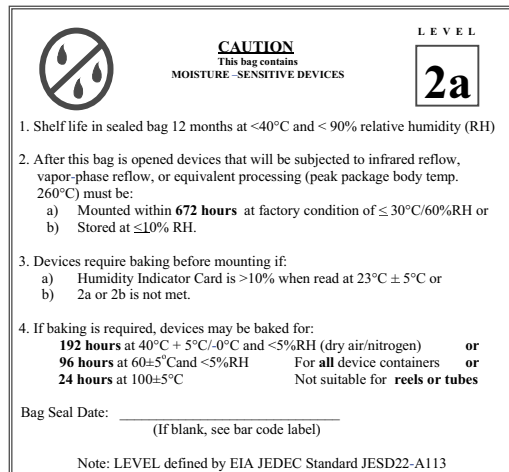 LEVEL
CAUTION
This bag contains
MOISTURE –SENSITIVE DEVICES
2a
1. Shelf life in sealed bag 12 months at <40°C and < 90% relative humidity (RH)
2. After this bag is opened devices that will be subjected to infrared reflow,
vapor-phase reflow, or equivalent processing (peak package body temp.
260°C) must be:
a) Mounted within 672 hours at factory condition of ≤ 30°C/60%RH or
b) Stored at ≤10% RH.
3. Devices require baking before mounting if:
a) Humidity Indicator Card is >10% when read at 23°C ± 5°C or
b) 2a or 2b is not met.
4. If baking is required, devices may be baked for:
192 hours at 40°C + 5°C/-0°C and <5%RH (dry air/nitrogen) or
96 hours at 60±5°Cand <5%RH For all device containers or
24 hours at 100±5°C Not suitable for reels or tubes
Bag Seal Date: ______________________________
(If blank, see bar code label)
Note: LEVEL defined by EIA JEDEC Standard JESD22-A113